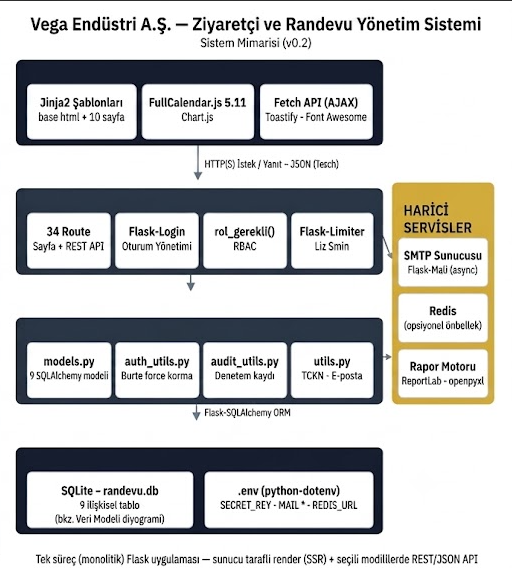 Vega Endüstri A.Ş. — Ziyaretçi ve Randevu Yönetim Sistemi
Sistem Mimarisi (v0.2)
Jinja2 Şablonları
base html + 10 sayfa
FullCalendar.js 5.11
Chart.js
Fetch API (AJAX)
Toastify - Font Awesome
HTTP(S) İstek / Yanıt – JSON (Tesch)
34 Route
Sayfa + REST API
Flask-Login
Oturum Yönetimi
rol_gerekli()
RBAC
Flask-Limiter
Liz Smin
HARİCİ
SERVİSLER
SMTP Sunucusu
Flask-Mali (async)
Redis
(opsiyonel önbellek)
Rapor Motoru
ReportLab - openpyxl
models.py
9 SQLAlchemy modeli
auth_utils.py
Burte force korma
audit_utils.py
Denetem kaydı
utils.py
TCKN - E-posta
Flask-SQLAlchemy ORM
SQLite – randevu.db
9 ilişkisel tablo
(bkz. Veri Modeli diyogrami)
.env (python-dotenv)
SECRET_REY - MAIL * - REDIS_URL
Tek süreç (monolitik) Flask uygulaması — sunucu tarafli render (SSR) + seçili modilllerde REST/JSON API